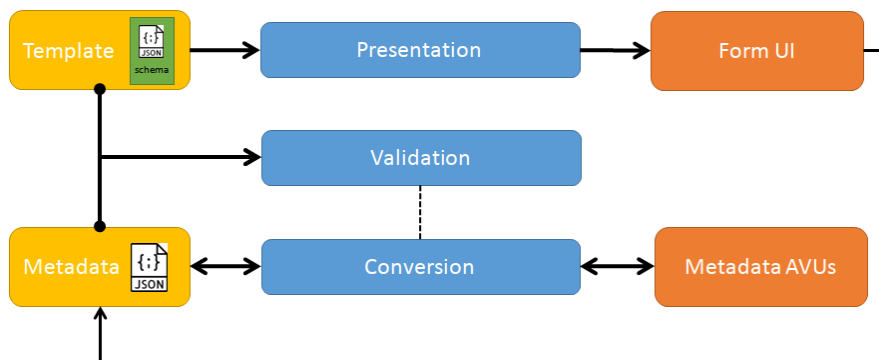 Template
{;}
JSON
schema
Presentation
Form UI
Validation
Metadata
{;}
JSON
Conversion
Metadata AVUs